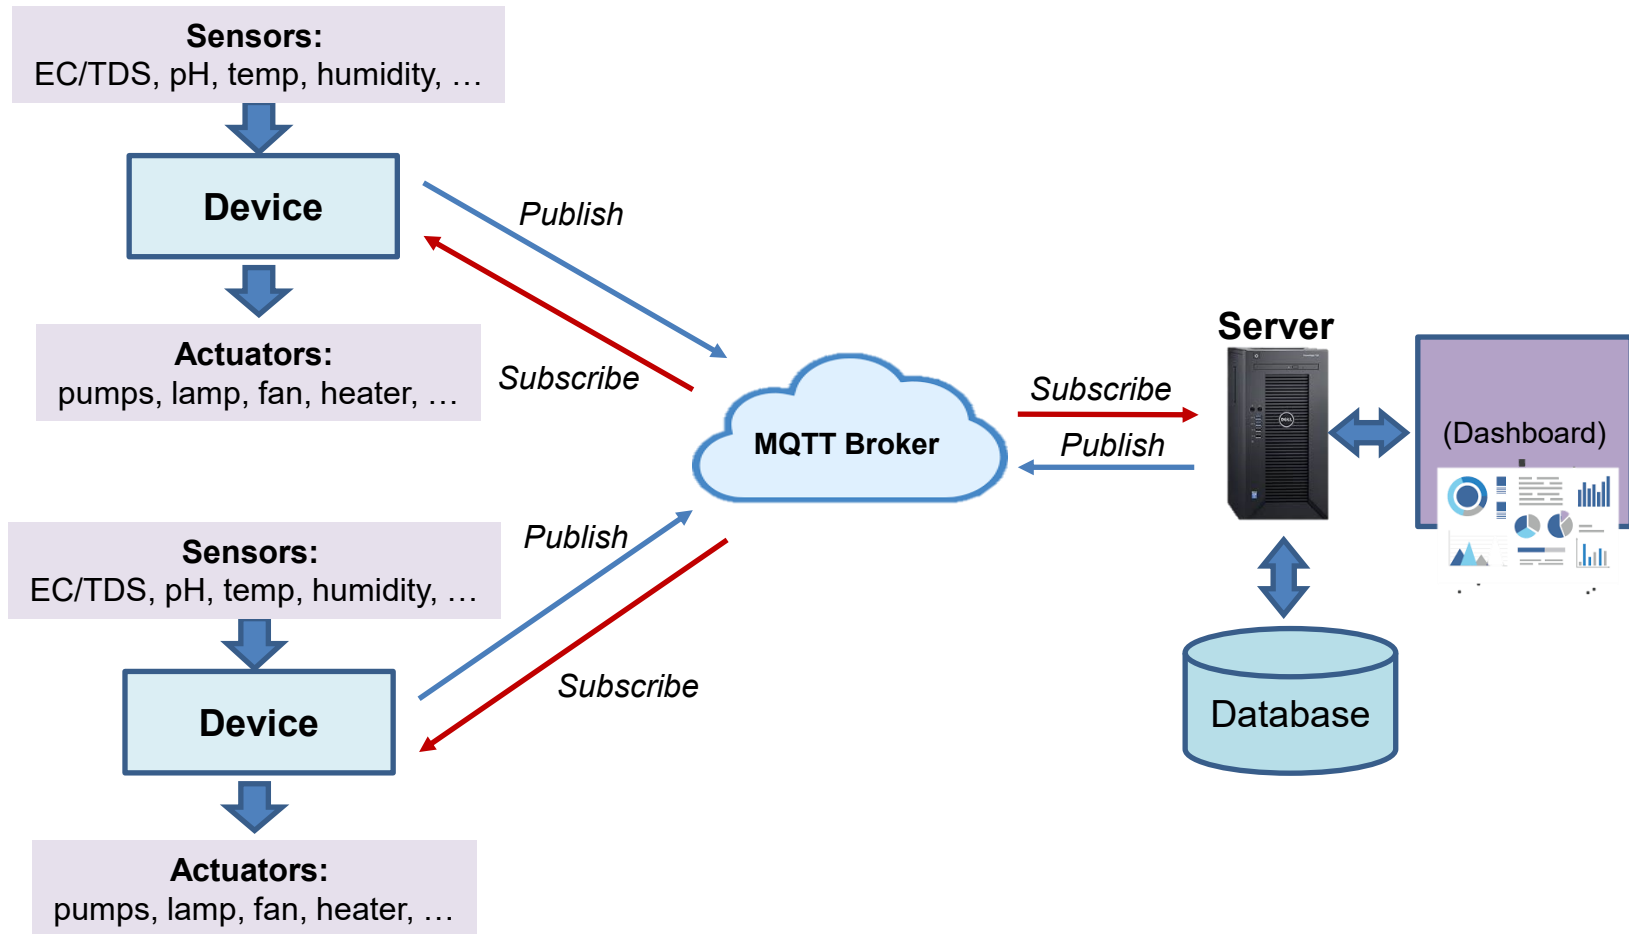 Sensors:
EC/TDS, pH, temp, humidity, …
Device
Publish
Subscribe
Actuators:
pumps, lamp, fan, heater, …
MQTT Broker
Server
Subscribe
Publish
(Dashboard)
Sensors:
EC/TDS, pH, temp, humidity, …
Publish
Device
Subscribe
Database
Actuators:
pumps, lamp, fan, heater, …
DELL